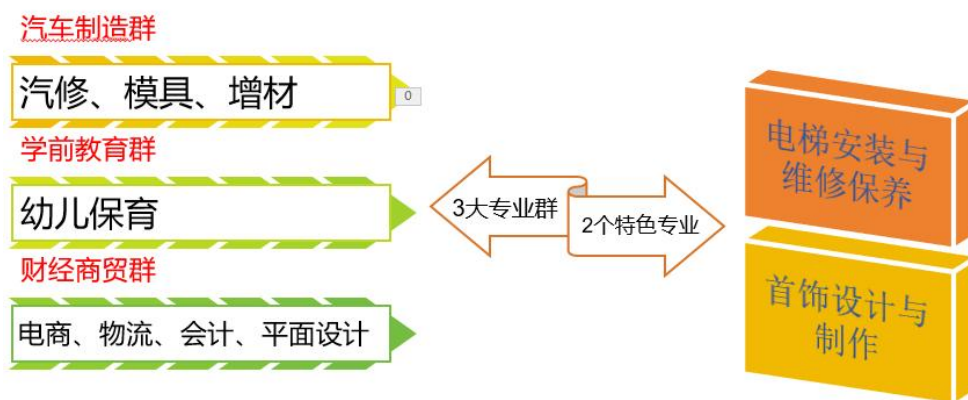 汽车制造群
汽修、模具、增材
0
学前教育群
幼儿保育
财经商贸群
电商、物流、会计、平面设计
3大专业群
2个特色专业
电梯安装与
维修保养
首饰设计与
制作